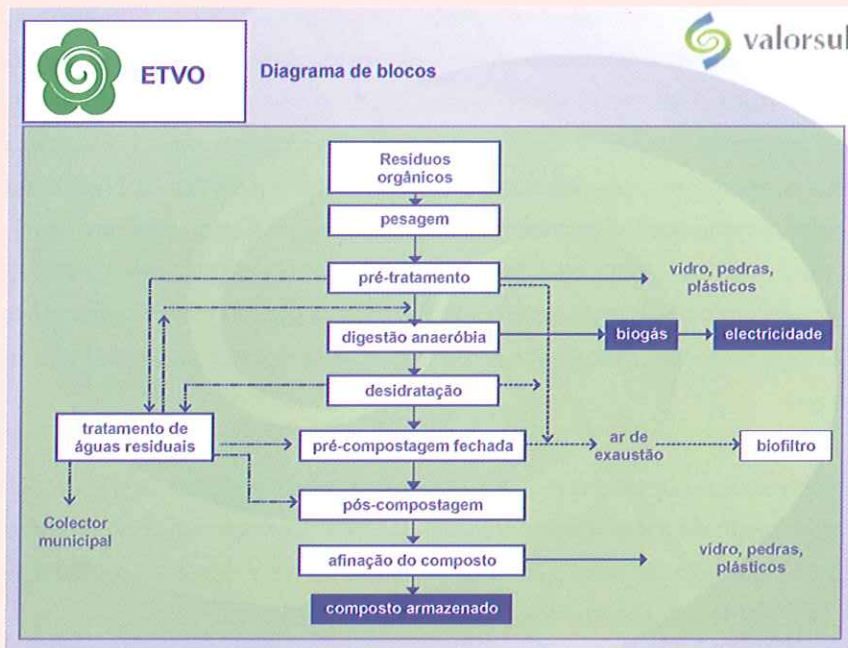 ETVO
Diagrama de blocos
valorsul
Resíduos
orgânicos
pesagem
pré-tratamento
vidro, pedras,
plásticos
digestão anaeróbia
biogás
electricidade
desidratação
tratamento de
águas residuais
pré-compostagem fechada
ar de
exaustão
biofiltro
pós-compostagem
Colector
municipal
afinação do composto
vidro, pedras,
plásticos
composto armazenado